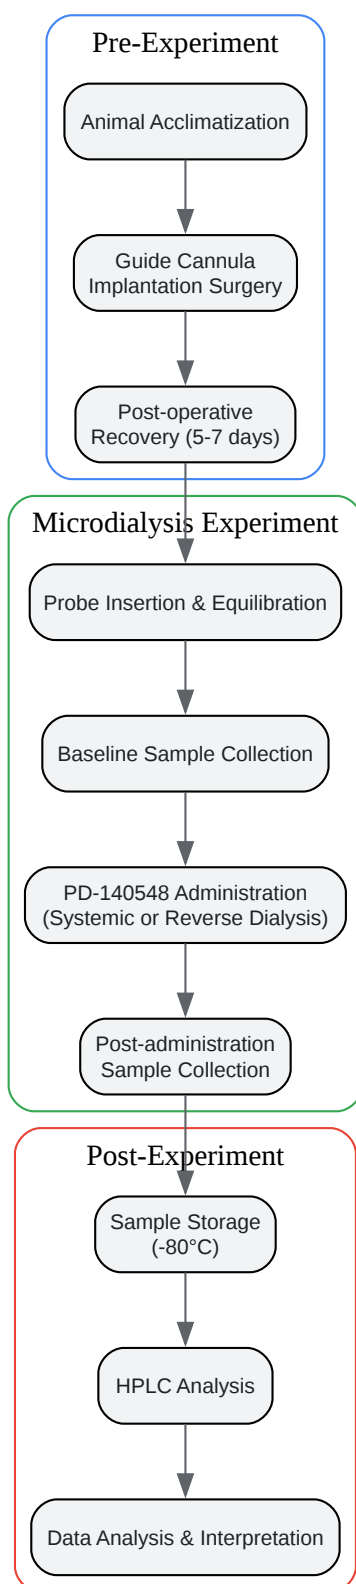 Pre-Experiment
Animal Acclimatization
Guide Cannula
Implantation Surgery
Post-operative
Recovery (5-7 days)
Microdialysis Experiment
Probe Insertion & Equilibration
Baseline Sample Collection
PD-140548 Administration
(Systemic or Reverse Dialysis)
Post-administration
Sample Collection
Post-Experiment
Sample Storage
(-80°C)
HPLC Analysis
Data Analysis & Interpretation